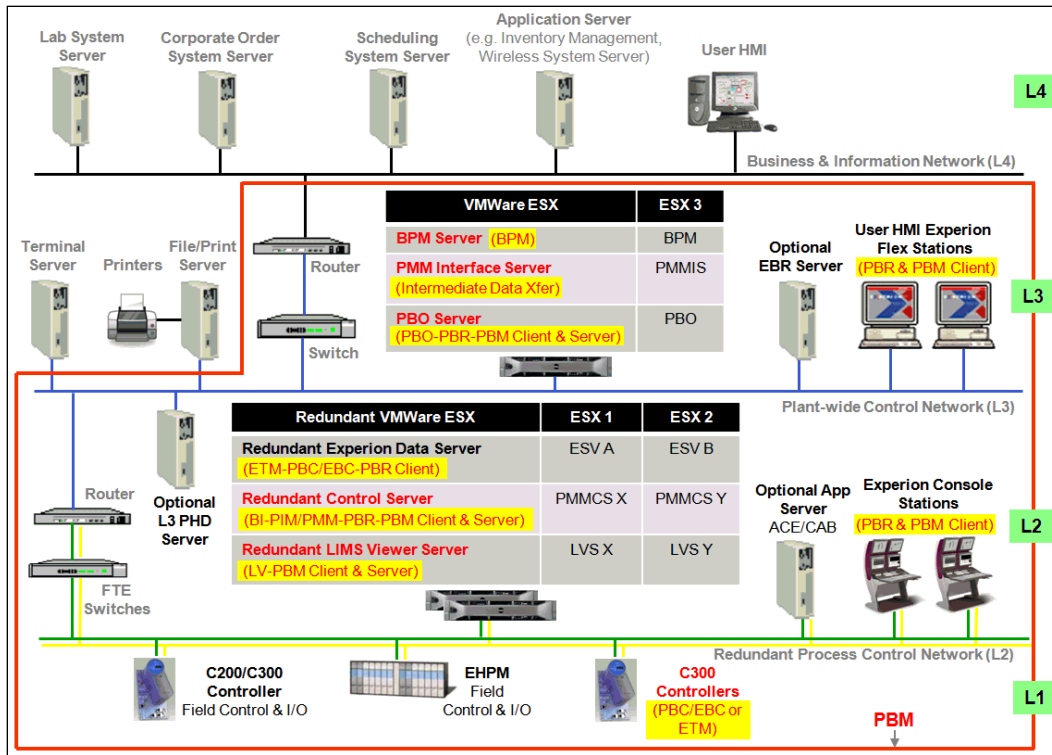 Lab System
Server
Corporate Order
System Server
Scheduling
System Server
Application Server
(e.g. Inventory Management,
Wireless System Server)
User HMI
L4
Business & Information Network (L4)
Terminal
Server
Printers
File/Print
Server
Router
Switch
VMWare ESX
ESX 3
BPM Server (BPM)
BPM
PMM Interface Server
(Intermediate Data Xfer)
PMMIS
PBO Server
(PBO-PBR-PBM Client & Server)
PBO
Optional
EBR Server
User HMI Experion
Flex Stations
(PBR & PBM Client)
L3
Plant-wide Control Network (L3)
Router
FTE
Switches
Optional
L3 PHD
Server
Redundant VMWare ESX
ESX 1
ESX 2
Redundant Experion Data Server
(ETM-PBC/EBC-PBR Client)
ESV A
ESV B
Redundant Control Server
(BI-PIM/PMM-PBR-PBM Client & Server)
PMMCS X
PMMCS Y
Redundant LIMS Viewer Server
(LV-PBM Client & Server)
LVS X
LVS Y
Optional App
Server
ACE/CAB
Experion Console
Stations
(PBR & PBM Client)
L2
Redundant Process Control Network (L2)
C200/C300
Controller
Field Control & I/O
EHPM
Field
Control & I/O
C300
Controllers
(PBC/EBC or
ETM)
L1
PBM